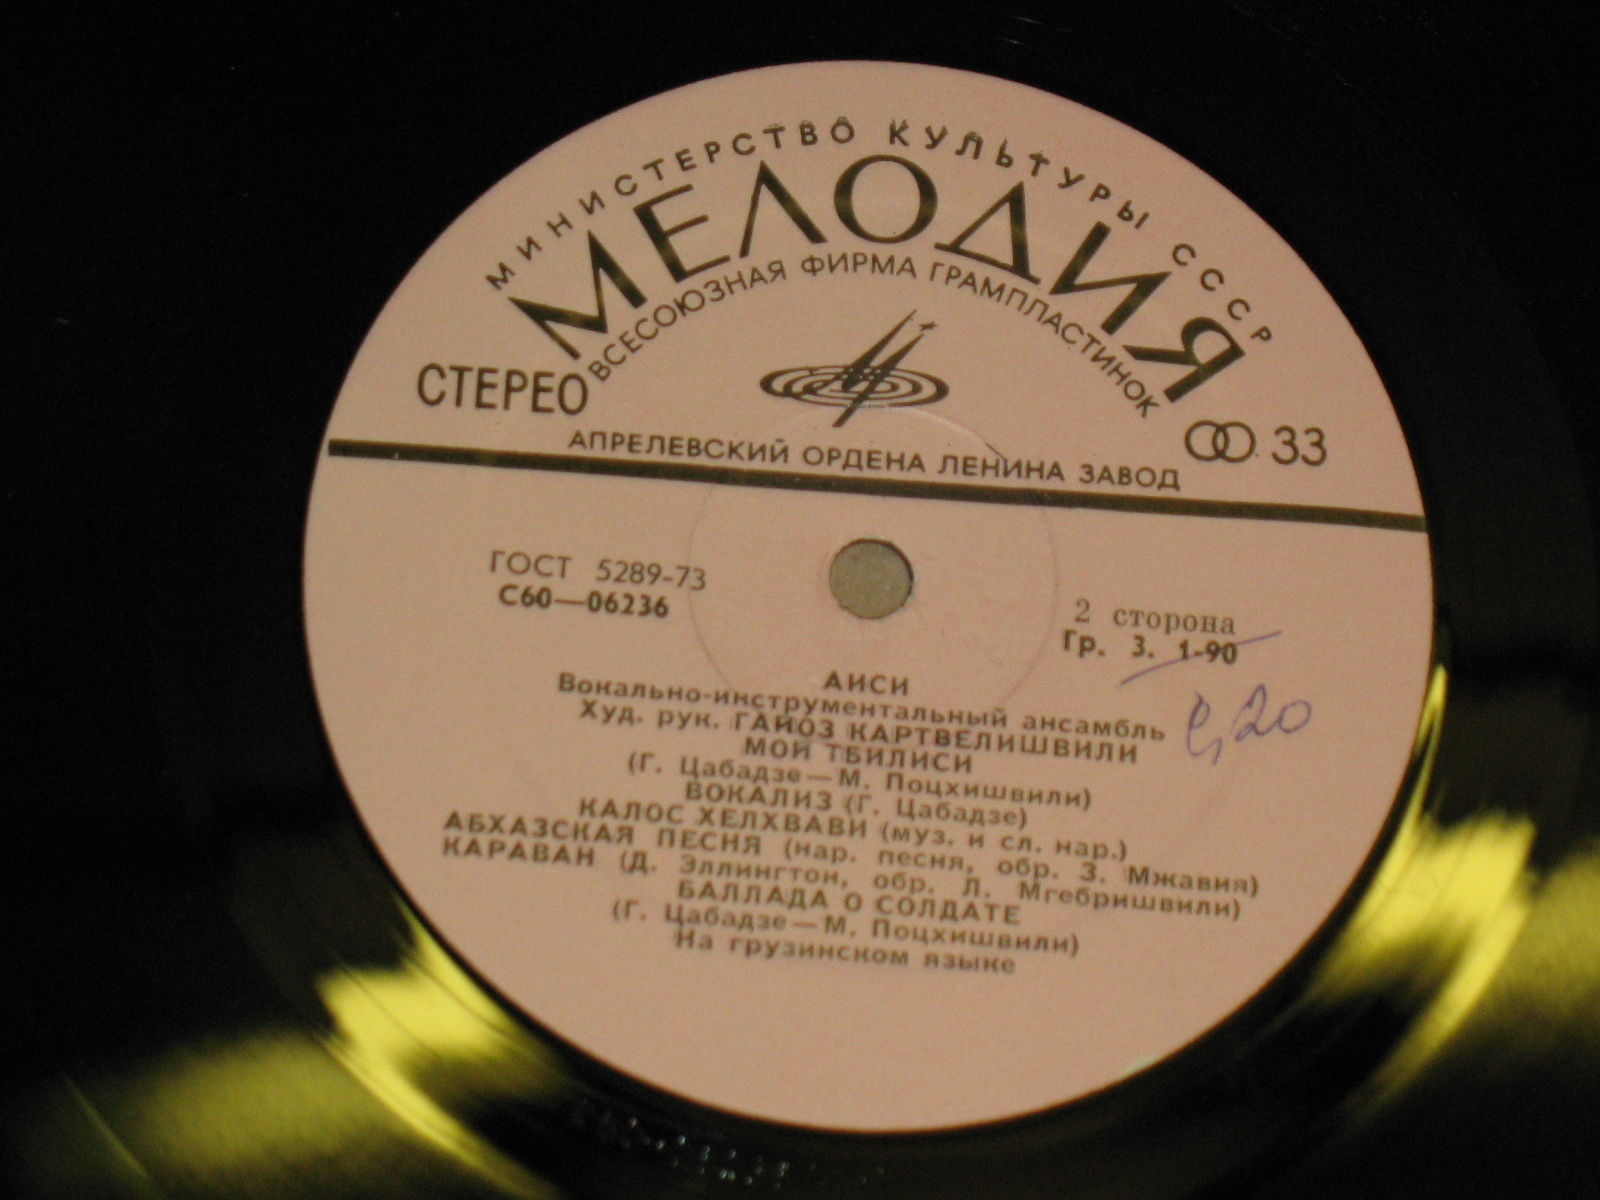 МИНИСТЕРСТВО КУЛЬТУРЫ СССР
МЕЛОДИЯ
ВСЕСОЮЗНАЯ ФИРМА ГРАМПЛАСТИНОК
СТЕРЕО
33
АПРЕЛЕВСКИЙ ОРДЕНА ЛЕНИНА ЗАВОД
ГОСТ 5289-73
С60—06236
2 сторона
Гр. 3. 1-90
2,20
АИСИ
Вокально-инструментальный ансамбль
Худ. рук. ГАЙОЗ КАРТВЕЛИШВИЛИ
МОЙ ТБИЛИСИ
(Г. Цабадзе—М. Поцхишвили)
ВОКАЛИЗ (Г. Цабадзе)
КАЛОС ХЕЛХВАВИ (муз. и сл. нар.)
АБХАЗСКАЯ ПЕСНЯ (нар. песня, обр. З. Мжавия)
КАРАВАН (Д. Эллингтон, обр. Л. Мгебришвили)
БАЛЛАДА О СОЛДАТЕ
(Г. Цабадзе—М. Поцхишвили)
На грузинском языке